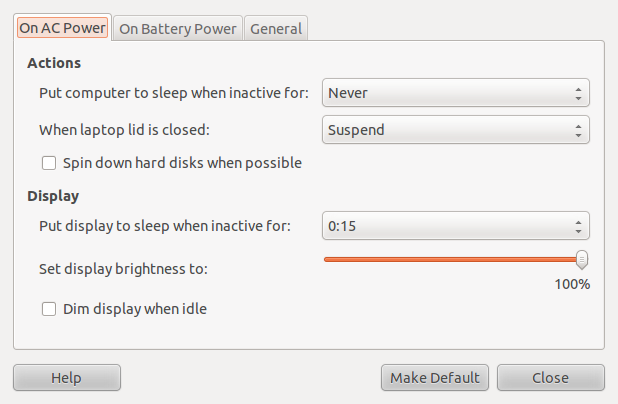 On AC Power On Battery Power General
Actions
Put computer to sleep when inactive for: Never
When laptop lid is closed: Suspend
Spin down hard disks when possible
Display
Put display to sleep when inactive for: 0:15
Set display brightness to:
100%
Dim display when idle
Help Make Default Close